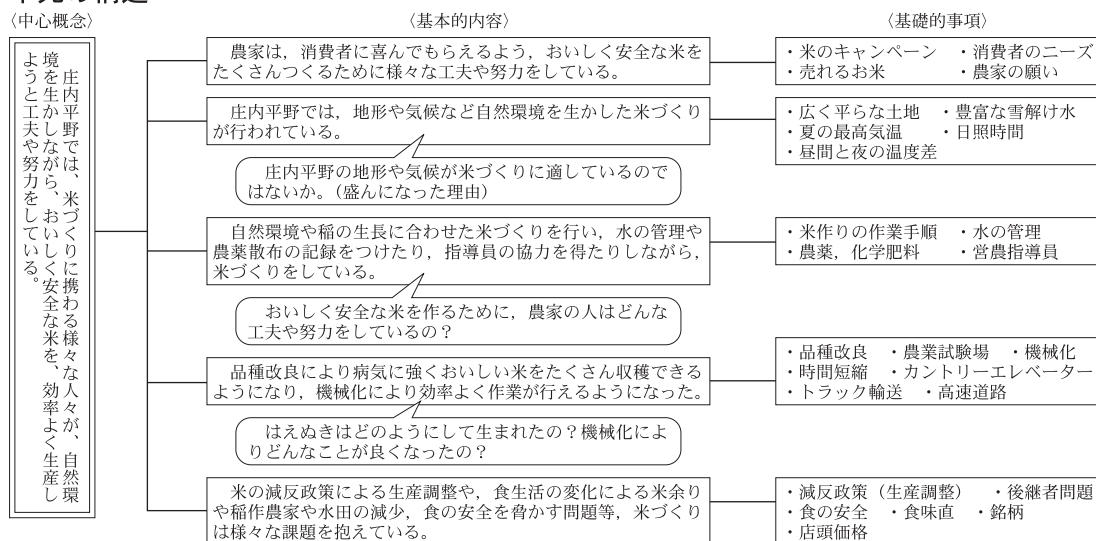 〈中心概念〉
〈基本的内容〉
〈基礎的事項〉
庄内平野では、米づくりに携わる様々な人々が、自然環
境を生かしながら、おいしく安全な米を、効率よく生産し
ようと工夫や努力をしている。
農家は，消費者に喜んでもらえるよう，おいしく安全な米を
たくさんつくるために様々な工夫や努力をしている。
・米のキャンペーン　・消費者のニーズ
・売れるお米　・農家の願い
庄内平野では，地形や気候など自然環境を生かした米づくり
が行われている。
・広く平らな土地　・豊富な雪解け水
・夏の最高気温　・日照時間
・昼間と夜の温度差
庄内平野の地形や気候が米づくりに適しているので
はないか。（盛んになった理由）
自然環境や稲の生長に合わせた米づくりを行い，水の管理や
農薬散布の記録をつけたり，指導員の協力を得たりしながら，
米づくりをしている。
・米作りの作業手順　・水の管理
・農薬，化学肥料　・営農指導員
おいしく安全な米を作るために，農家の人はどんな
工夫や努力をしているの？
品種改良により病気に強くおいしい米をたくさん収穫できる
ようになり，機械化により効率よく作業が行えるようになった。
・品種改良　・農業試験場　・機械化
・時間短縮　・カントリーエレベーター
・トラック輸送　・高速道路
はえぬきはどのようにして生まれたの？機械化によ
りどんなことが良くなったの？
米の減反政策による生産調整や，食生活の変化による米余り
や稲作農家や水田の減少，食の安全を脅かす問題等，米づくり
は様々な課題を抱えている。
・減反政策（生産調整）　・後継者問題
・食の安全　・食味直　・銘柄
・店頭価格